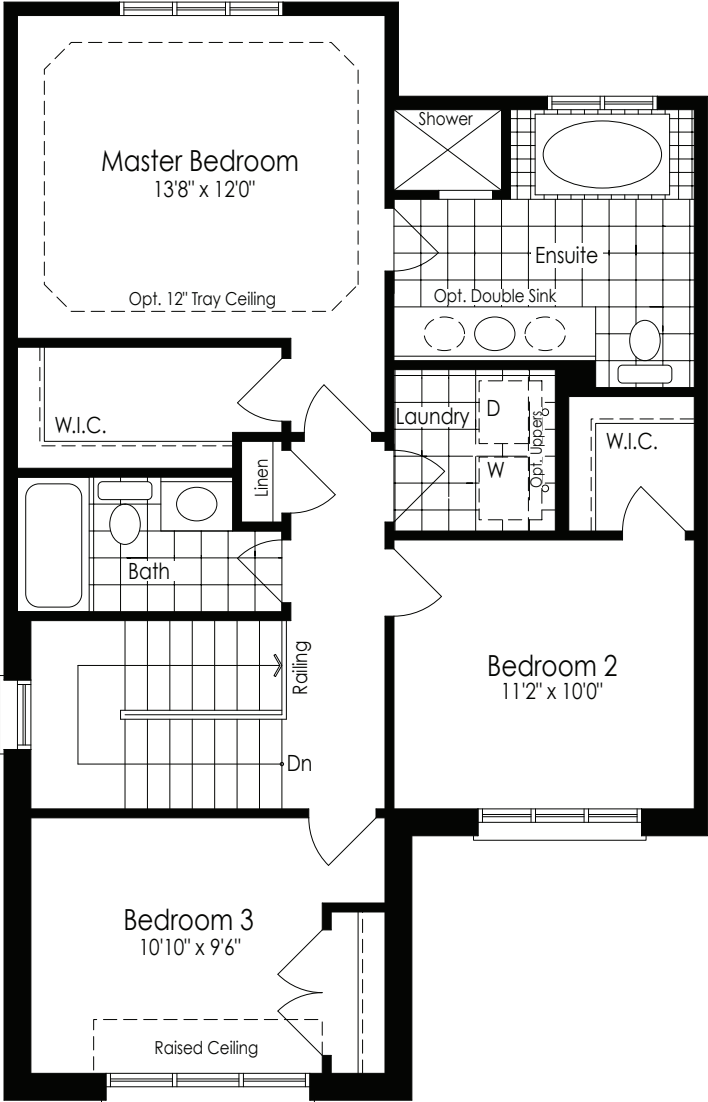 Shower
Master Bedroom
13'8" x 12'0"
Ensuite
Opt. 12" Tray Ceiling
Opt. Double Sink
W.I.C.
Laundry
D
W
Opt. Uppers
W.I.C.
Linen
Bath
Railing
Dn
Bedroom 2
11'2" x 10'0"
Bedroom 3
10'10" x 9'6"
Raised Ceiling